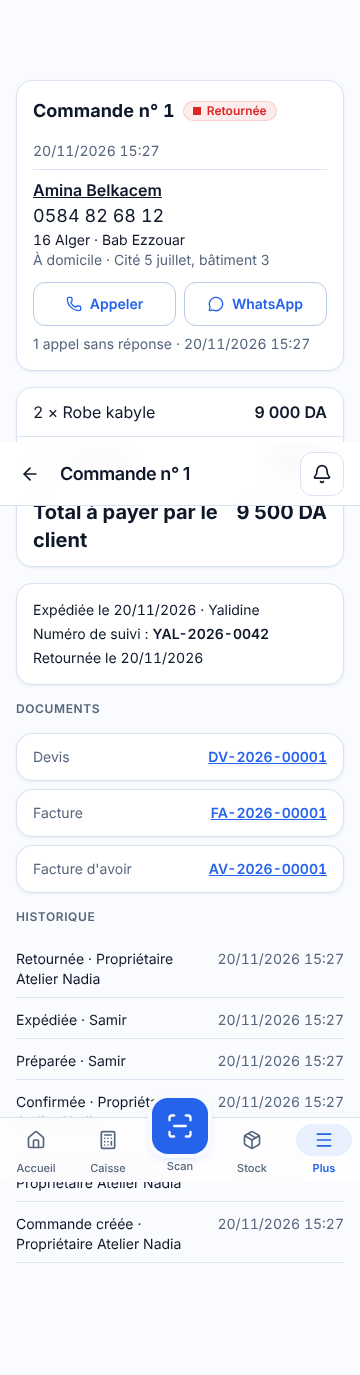 Commande n° 1
Retournée
20/11/2026 15:27
Amina Belkacem
0584 82 68 12
16 Alger · Bab Ezzouar
À domicile · Cité 5 juillet, bâtiment 3
Appeler
WhatsApp
1 appel sans réponse · 20/11/2026 15:27
2 × Robe kabyle 9 000 DA
Commande n° 1
Total à payer par le 9 500 DA
client
Expédiée le 20/11/2026 · Yalidine
Numéro de suivi : YAL-2026-0042
Retournée le 20/11/2026
DOCUMENTS
Devis DV-2026-00001
Facture FA-2026-00001
Facture d'avoir AV-2026-00001
HISTORIQUE
Retournée · Propriétaire 20/11/2026 15:27
Atelier Nadia
Expédiée · Samir 20/11/2026 15:27
Préparée · Samir 20/11/2026 15:27
Confirmée · 20/11/2026 15:27
Accueil
Caisse
Scan
Stock
Plus
Propriétaire Atelier Nadia
Commande créée · 20/11/2026 15:27
Propriétaire Atelier Nadia